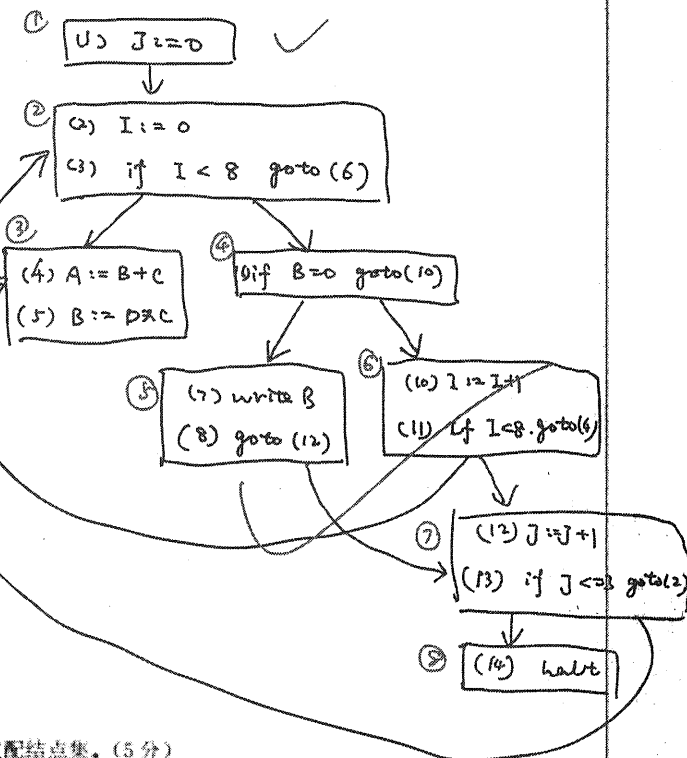 ①
(1) J:=0
②
(2) I:=0
(3) if I<8 goto(6)
③
(4) A:=B+C
(5) B:=D*C
④
if B=0 goto(10)
⑤
(7) write B
(8) goto(12)
⑥
(10) I:=I+1
(11) if I<8.goto(6)
⑦
(12) J:=J+1
(13) if J<=3 goto(2)
⑧
(14) halt
配结点集。(5分)